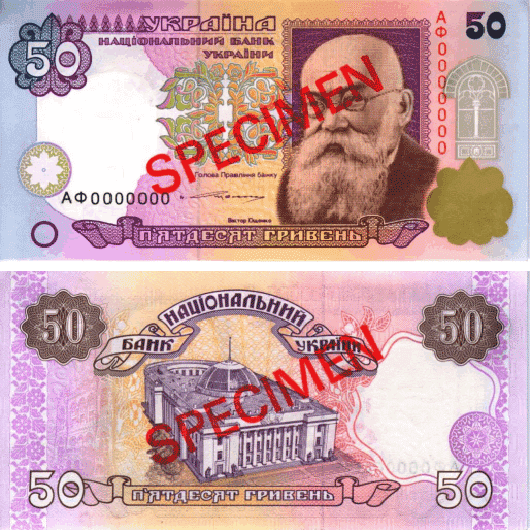 УКРАЇНА
НАЦІОНАЛЬНИЙ БАНК
УКРАЇНИ
50
50
АФ0000000
SPECIMEN
Голова Правління банку
АФ0000000
Віктор Ющенко
П'ЯТДЕСЯТ ГРИВЕНЬ
НАЦІОНАЛЬНИЙ
БАНК УКРАЇНИ
50
50
SPECIMEN
50
П'ЯТДЕСЯТ ГРИВЕНЬ
50